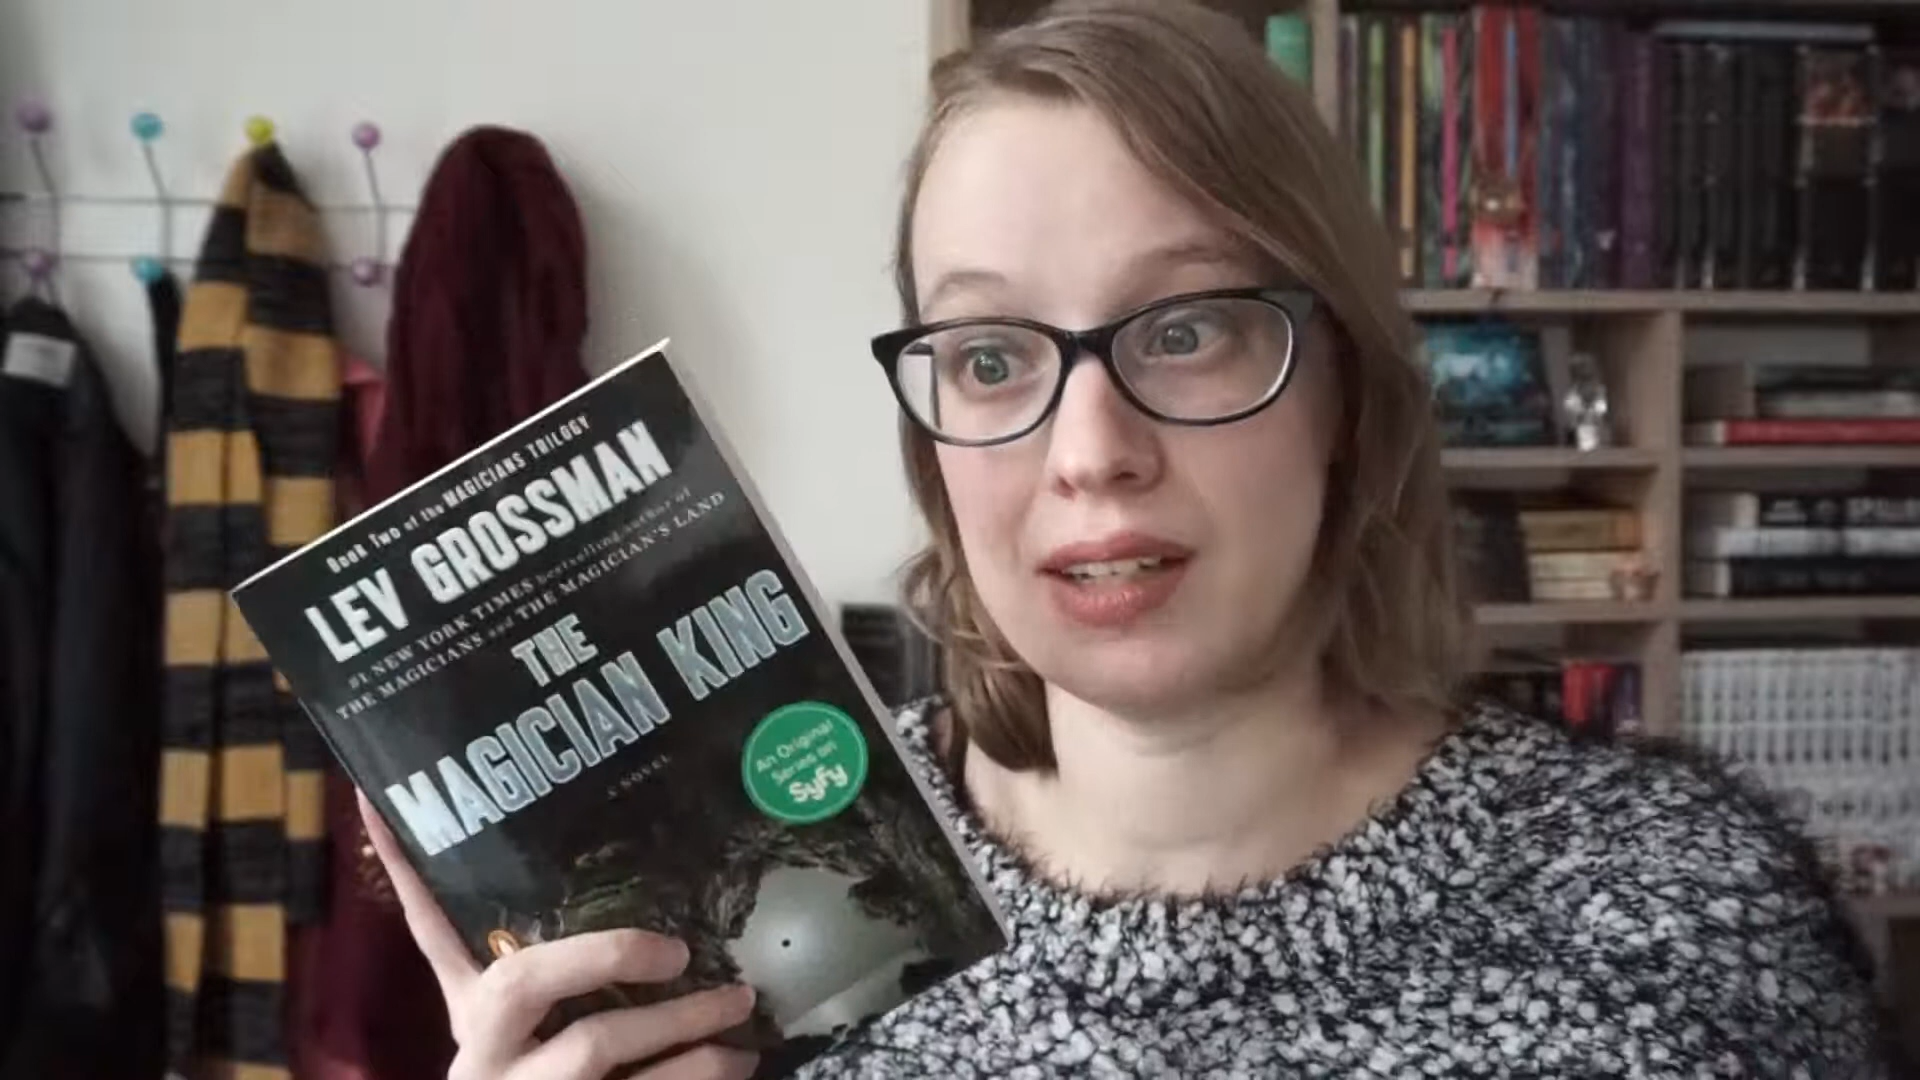 Book Two of the MAGICIANS TRILOGY
LEV GROSSMAN
#1 NEW YORK TIMES bestselling author of
THE MAGICIANS and THE MAGICIAN'S LAND
THE
MAGICIAN KING
A NOVEL
An Original
Series on
Syfy